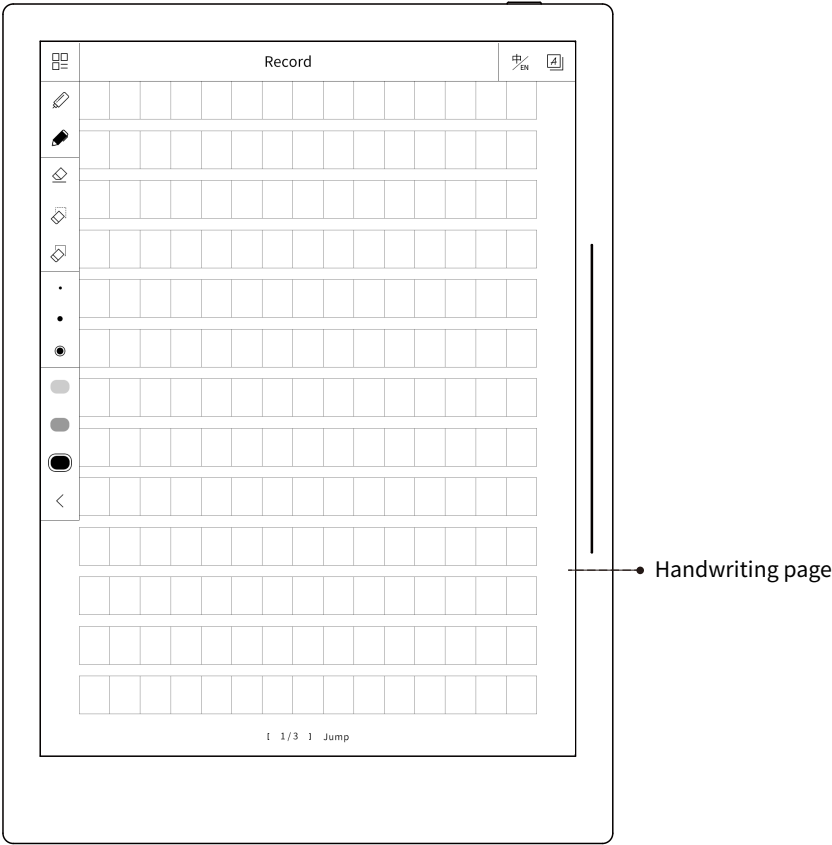 Record
中/EN
A
Handwriting page
[ 1/3 ] Jump